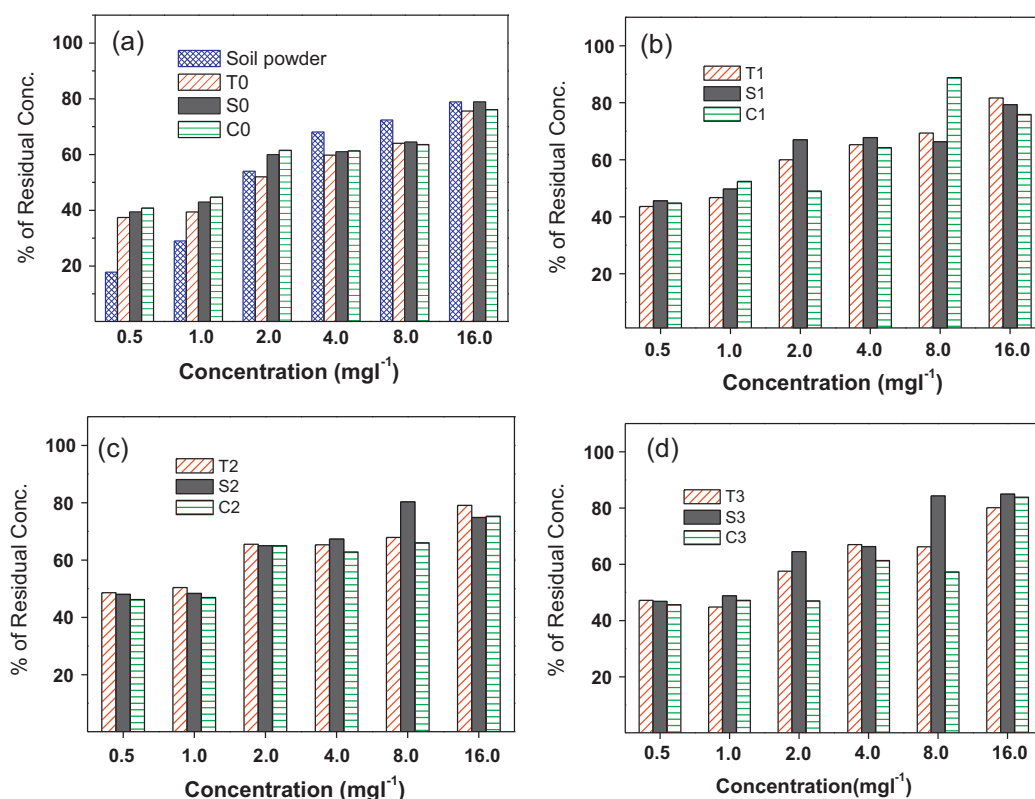 (a)
Soil powder
T0
S0
C0
100
80
60
40
20
% of Residual Conc.
0.5 1.0 2.0 4.0 8.0 16.0
Concentration (mgl⁻¹)
(b)
T1
S1
C1
100
80
60
40
20
% of Residual Conc.
0.5 1.0 2.0 4.0 8.0 16.0
Concentration (mgl⁻¹)
(c)
T2
S2
C2
100
80
60
40
20
% of Residual Conc.
0.5 1.0 2.0 4.0 8.0 16.0
Concentration (mgl⁻¹)
(d)
T3
S3
C3
100
80
60
40
20
% of Residual Conc.
0.5 1.0 2.0 4.0 8.0 16.0
Concentration(mgl⁻¹)